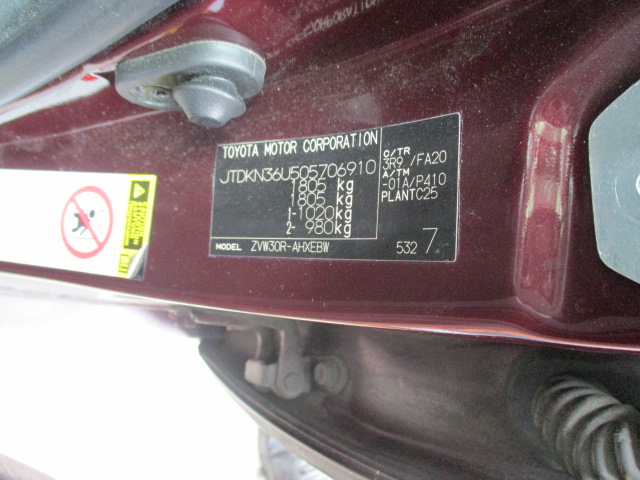 TOYOTA MOTOR CORPORATION
JTDKN36U505706910
1805 kg
1805 kg
1-1020kg
2- 980kg
MODEL ZVW30R-AHXEBW
C/TR
3R9 /FA20
A/TM
-01A/P410
PLANTC25
532 7